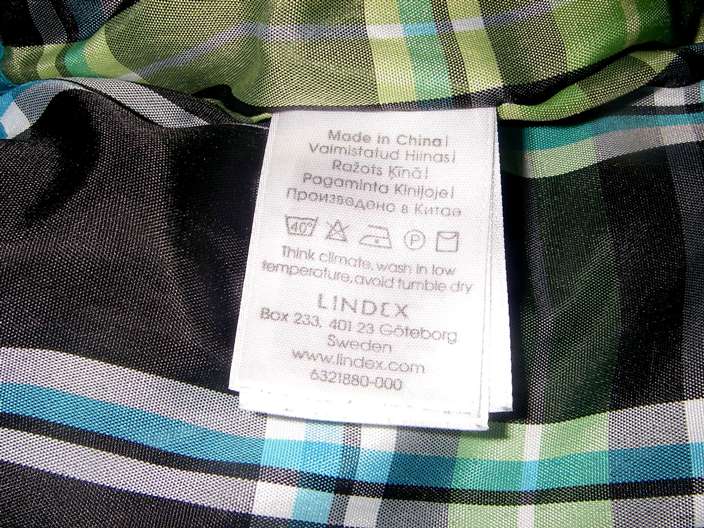 Made in China|
Valmistatud Hiinas|
Ražots Ķīnā|
Pagaminta Kinijoje|
Произведено в Китае
40°
P
Think climate, wash in low
temperature, avoid tumble dry
LINDEX
Box 233, 401 23 Göteborg
Sweden
www.lindex.com
6321880-000